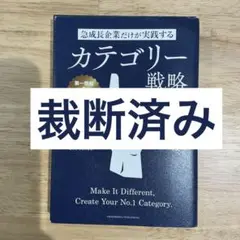 急成長企業だけが実践する
カテゴリー
戦略
裁断済み
Make It Different,
Create Your No.1 Category.